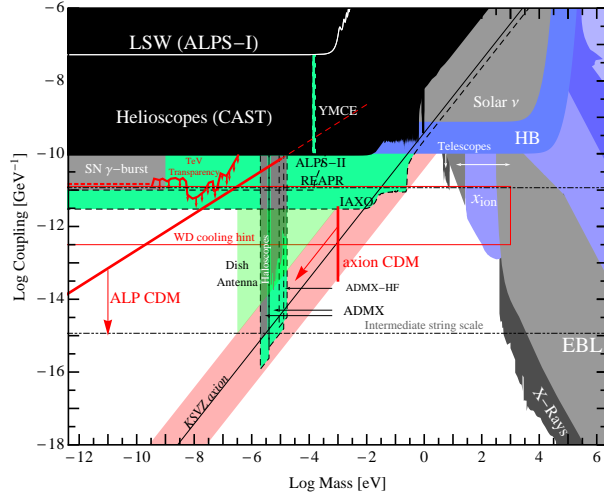 -6
LSW (ALPS-I)
-8
YMCE
Helioscopes (CAST)
Solar ν
HB
Telescopes
-10
SN γ-burst
TeV
Transparency
ALPS-II
REAPR
IAXO
xion
-12
WD cooling hint
Haloscopes
Dish
Antenna
axion CDM
ALP CDM
ADMX-HF
-14
ADMX
Intermediate string scale
EBL
-16
KSVZ axion
X-Rays
-18
-12 -10 -8 -6 -4 -2 0 2 4 6
Log Mass [eV]
Log Coupling [GeV⁻¹]